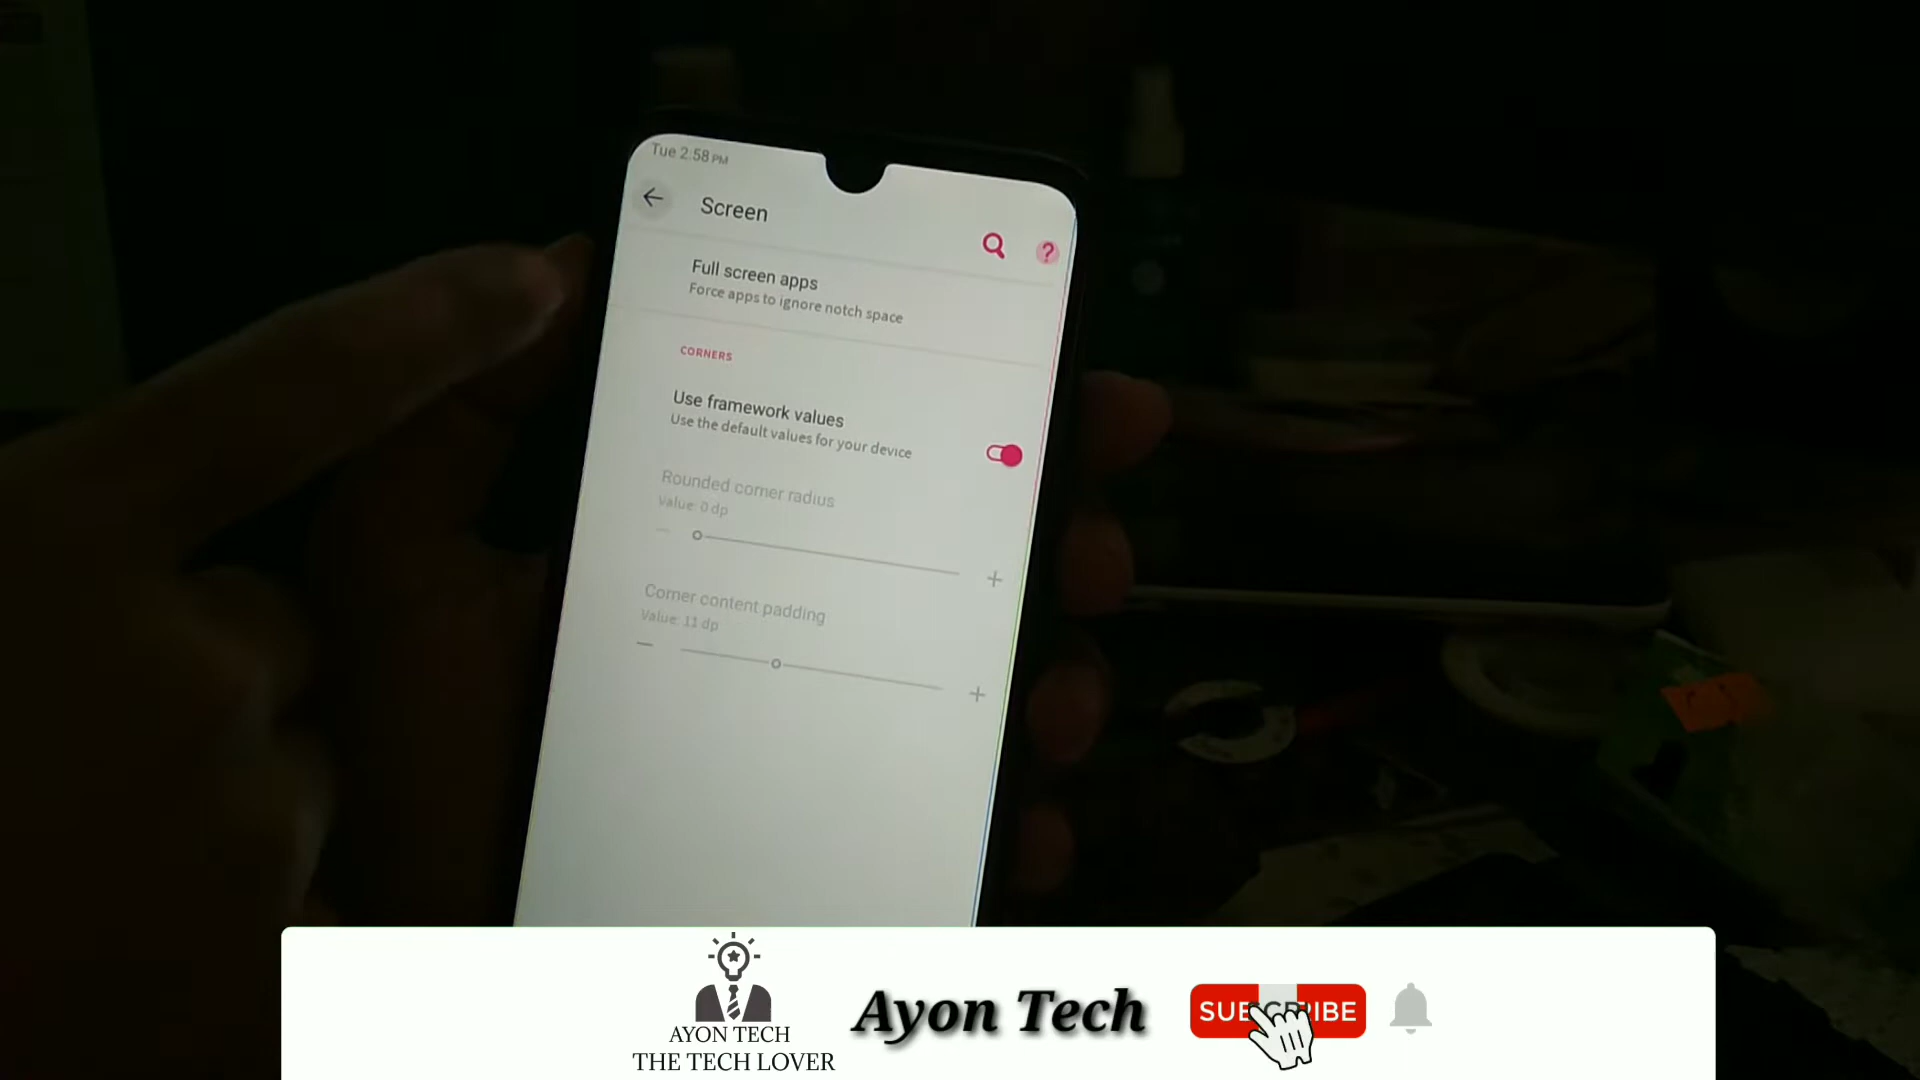 Tue 2:58 PM
Screen
?
Full screen apps
Force apps to ignore notch space
CORNERS
Use framework values
Use the default values for your device
Rounded corner radius
Value: 0 dp
Corner content padding
Value: 11 dp
AYON TECH
THE TECH LOVER
Ayon Tech
SUBSCRIBE